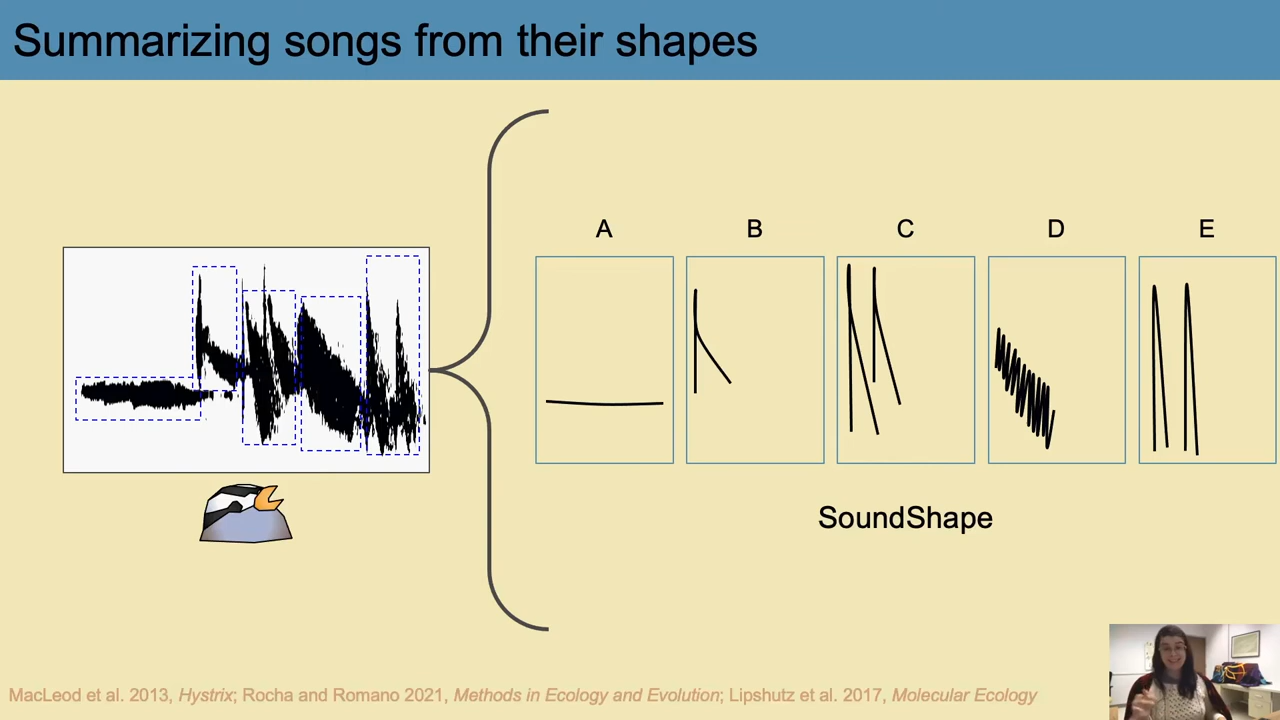 Summarizing songs from their shapes
A B C D E
SoundShape
MacLeod et al. 2013, Hystrix; Rocha and Romano 2021, Methods in Ecology and Evolution; Lipshutz et al. 2017, Molecular Ecology